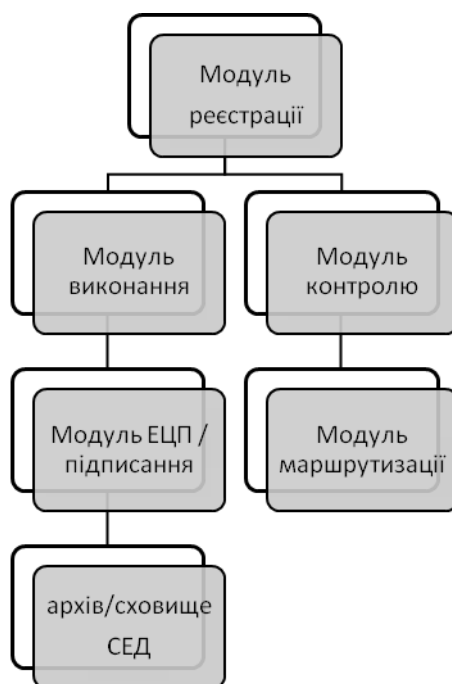 Модуль
реєстрації
Модуль
виконання
Модуль
контролю
Модуль ЕЦП /
підписання
Модуль
маршрутизації
архів/сховище
СЕД